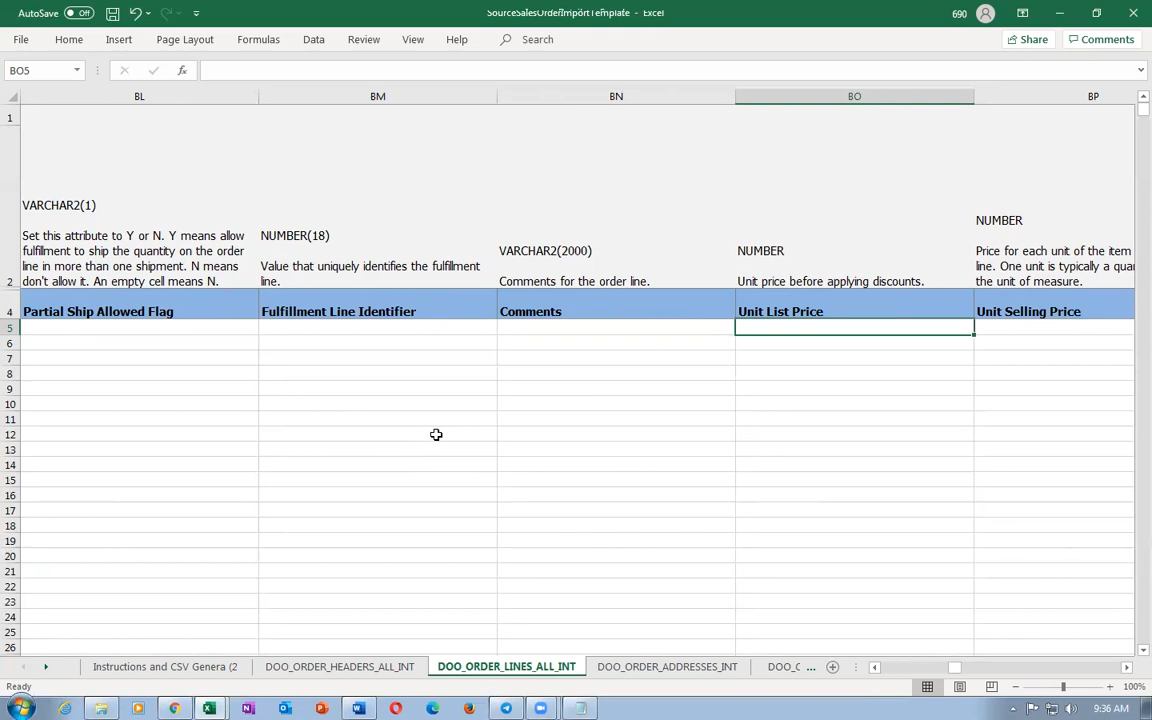 AutoSave Off SourceSalesOrderImportTemplate - Excel 690
File Home Insert Page Layout Formulas Data Review View Help Search Share Comments
BO5 fx
BL BM BN BO BP
1
VARCHAR2(1)
Set this attribute to Y or N. Y means allow
fulfillment to ship the quantity on the order
line in more than one shipment. N means
don't allow it. An empty cell means N.
NUMBER(18)
Value that uniquely identifies the fulfillment
line.
VARCHAR2(2000)
Comments for the order line.
NUMBER
Unit price before applying discounts.
NUMBER
Price for each unit of the item
line. One unit is typically a qua
the unit of measure.
2
4 Partial Ship Allowed Flag Fulfillment Line Identifier Comments Unit List Price Unit Selling Price
5
6
7
8
9
10
11
12
13
14
15
16
17
18
19
20
21
22
23
24
25
26
Instructions and CSV Genera (2 DOO_ORDER_HEADERS_ALL_INT DOO_ORDER_LINES_ALL_INT DOO_ORDER_ADDRESSES_INT DOO_C ...
Ready 100%
9:36 AM